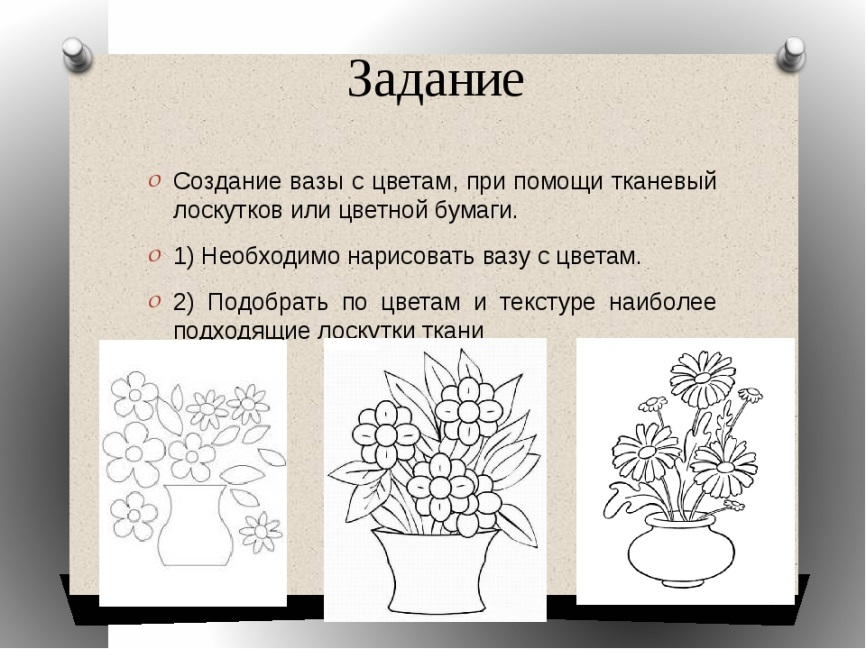 Задание
Создание вазы с цветам, при помощи тканевый
лоскутков или цветной бумаги.
1) Необходимо нарисовать вазу с цветам.
2) Подобрать по цветам и текстуре наиболее
подходящие лоскутки ткани